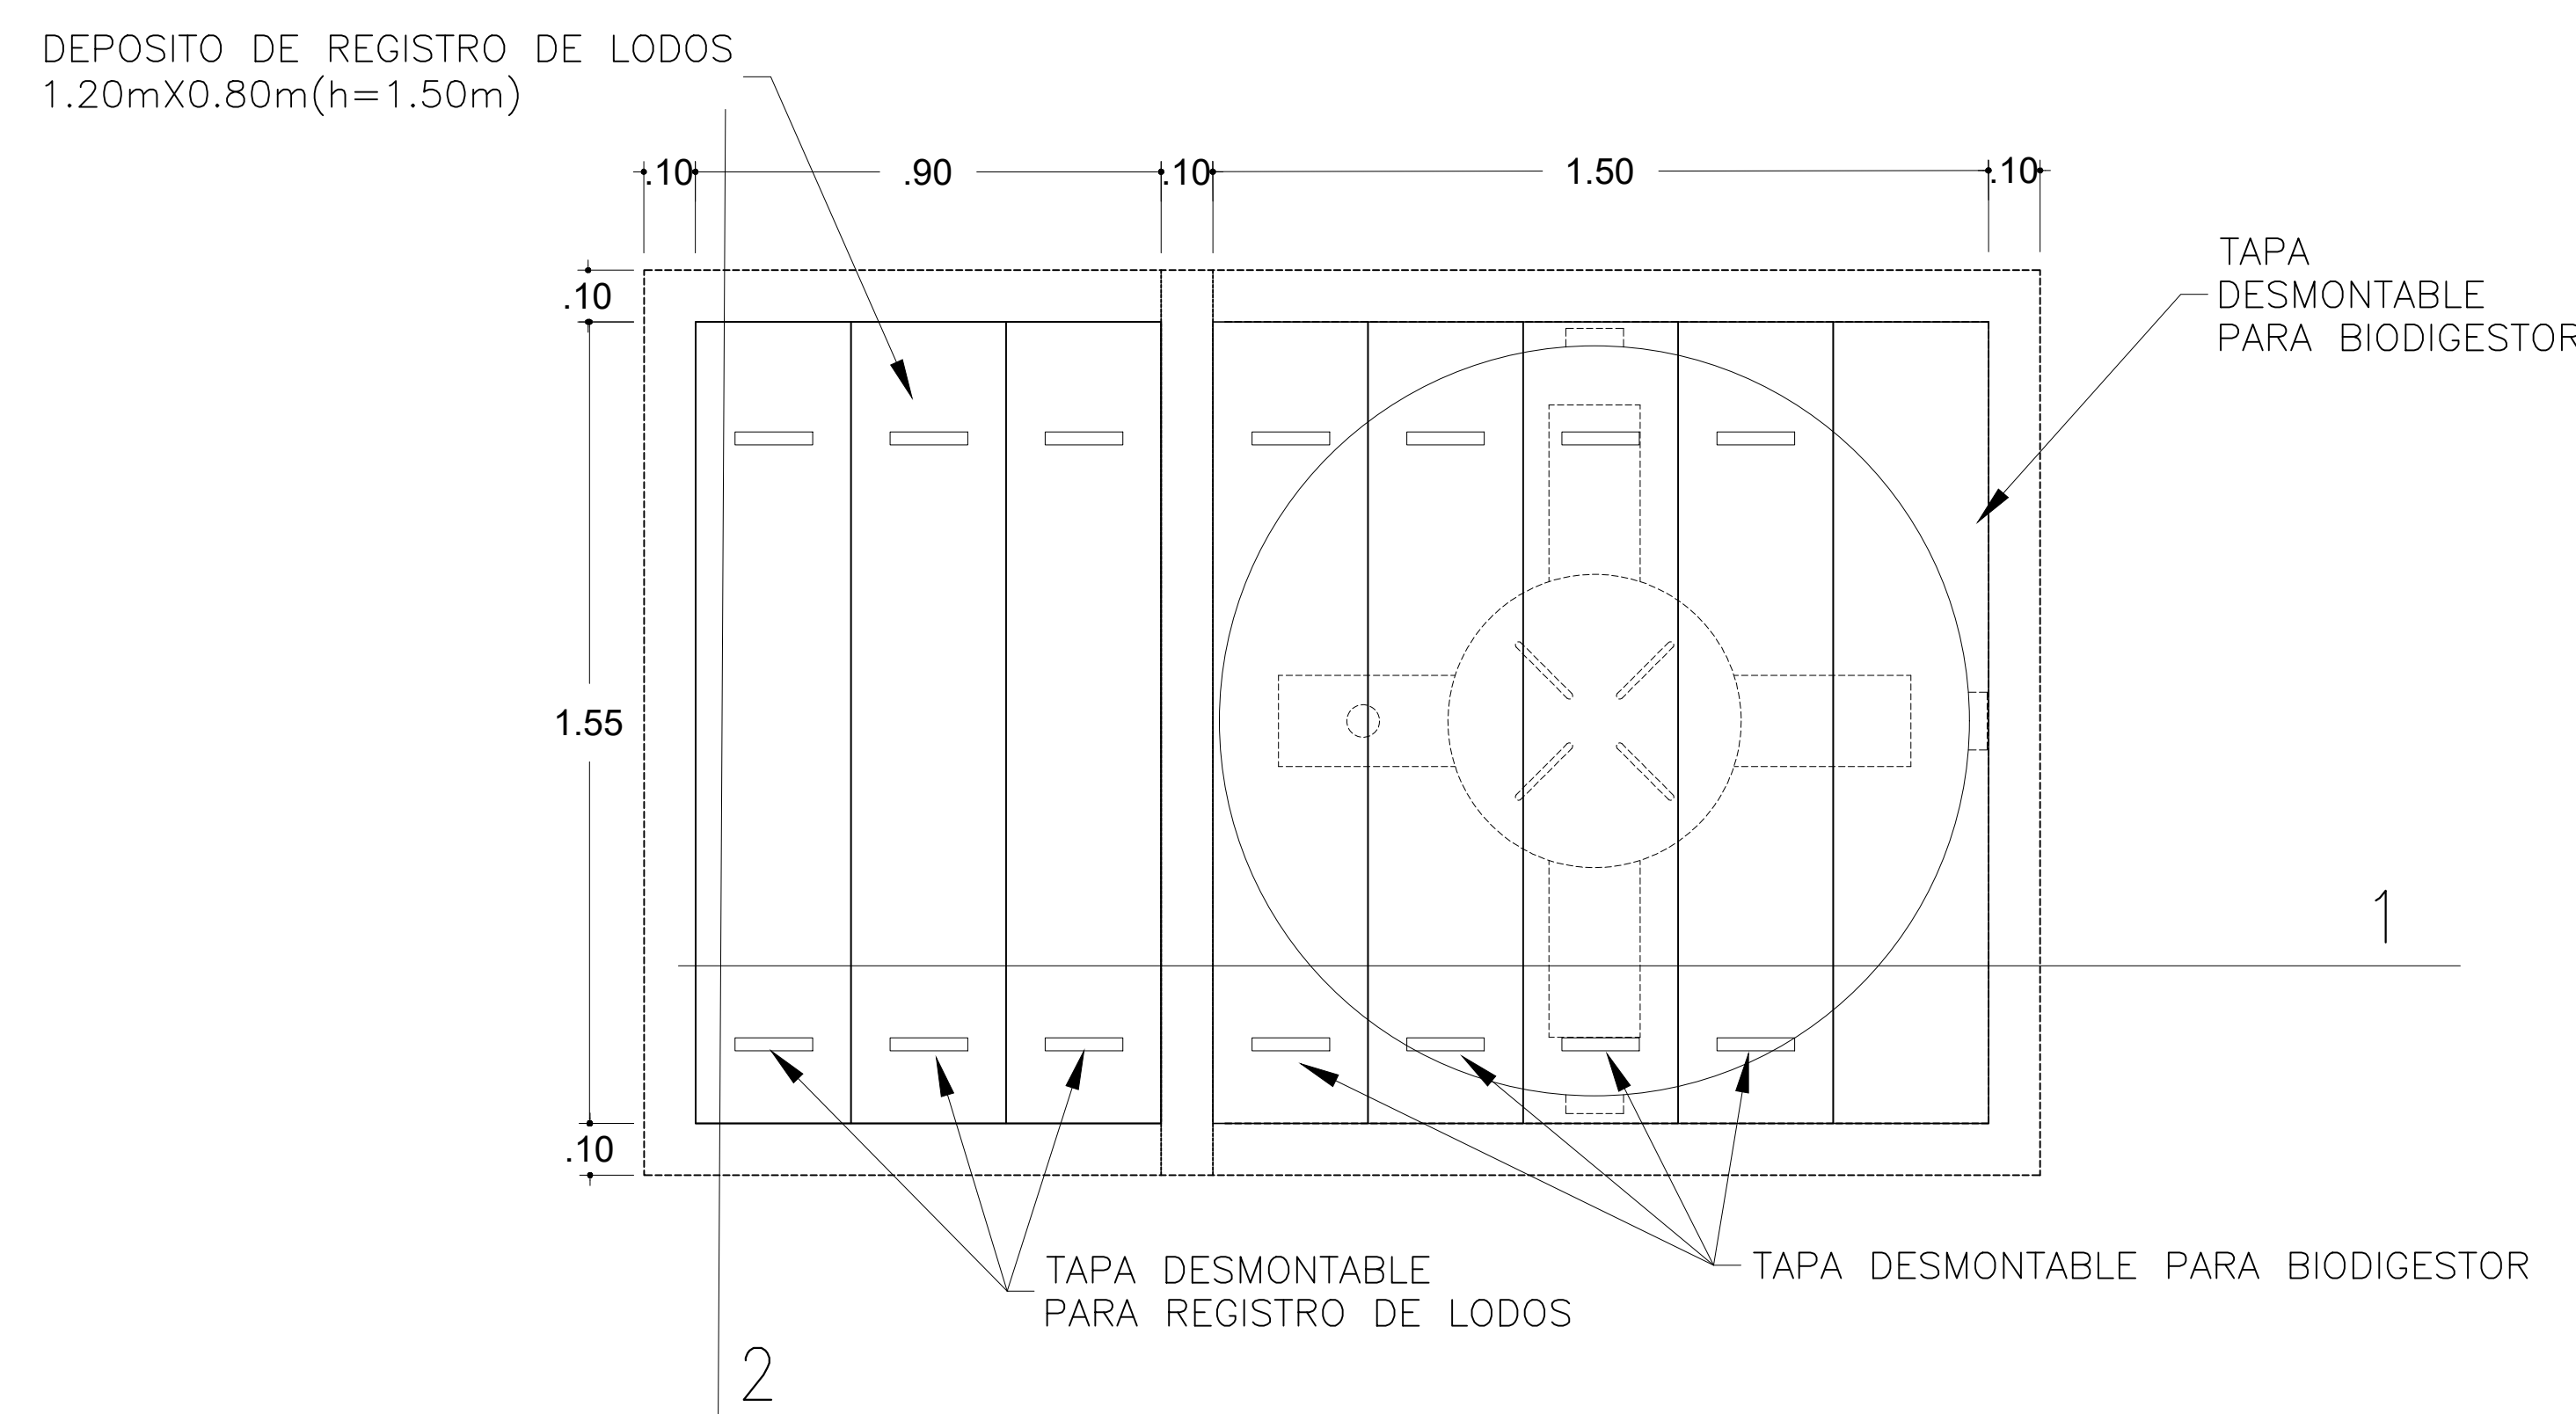 DEPOSITO DE REGISTRO DE LODOS
1.20mX0.80m(h=1.50m)
.10
.90
.10
1.50
.10
TAPA
DESMONTABLE
PARA BIODIGESTOR
.10
1.55
1
.10
TAPA DESMONTABLE
PARA REGISTRO DE LODOS
TAPA DESMONTABLE PARA BIODIGESTOR
2